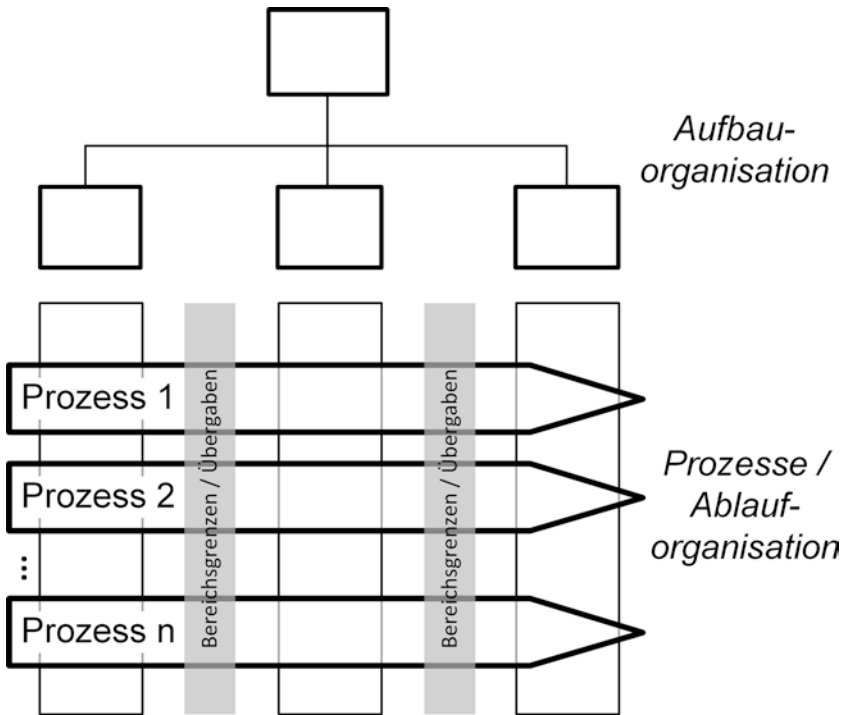 Aufbau-
organisation
Prozess 1
Prozess 2
...
Prozess n
Bereichsgrenzen / Übergaben
Bereichsgrenzen / Übergaben
Prozesse /
Ablauf-
organisation